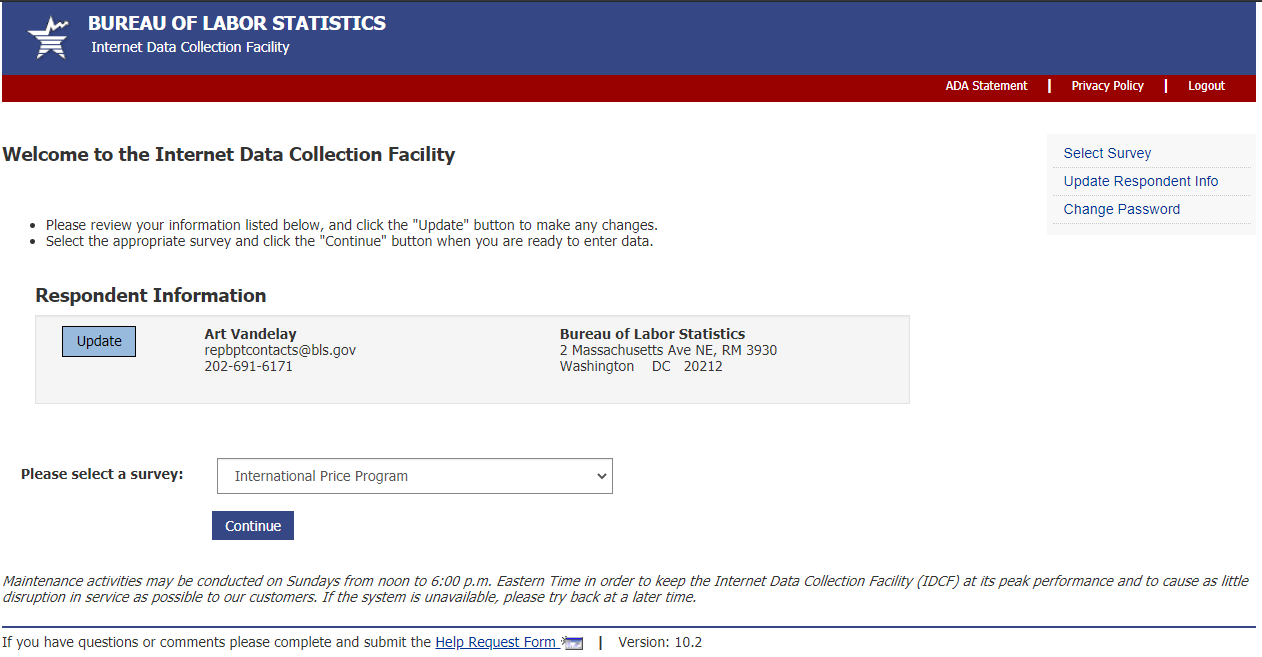 BUREAU OF LABOR STATISTICS
Internet Data Collection Facility
ADA Statement | Privacy Policy | Logout
Welcome to the Internet Data Collection Facility
Select Survey
Update Respondent Info
Change Password
• Please review your information listed below, and click the "Update" button to make any changes.
• Select the appropriate survey and click the "Continue" button when you are ready to enter data.
Respondent Information
Update
Art Vandelay
repbptcontacts@bls.gov
202-691-6171
Bureau of Labor Statistics
2 Massachusetts Ave NE, RM 3930
Washington DC 20212
Please select a survey:
International Price Program
Continue
Maintenance activities may be conducted on Sundays from noon to 6:00 p.m. Eastern Time in order to keep the Internet Data Collection Facility (IDCF) at its peak performance and to cause as little
disruption in service as possible to our customers. If the system is unavailable, please try back at a later time.
If you have questions or comments please complete and submit the Help Request Form | Version: 10.2